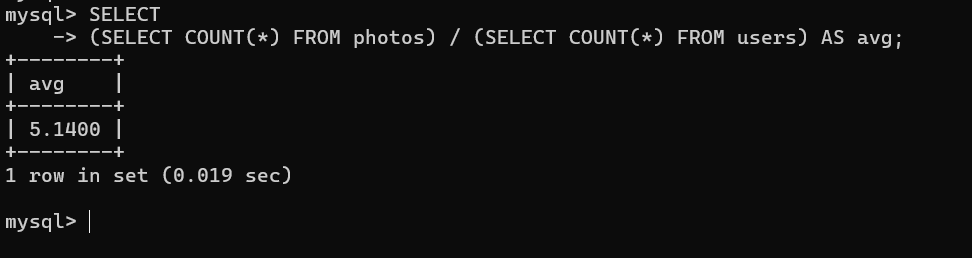 mysql> SELECT
    -> (SELECT COUNT(*) FROM photos) / (SELECT COUNT(*) FROM users) AS avg;
+--------+
| avg    |
+--------+
| 5.1400 |
+--------+
1 row in set (0.019 sec)
mysql>